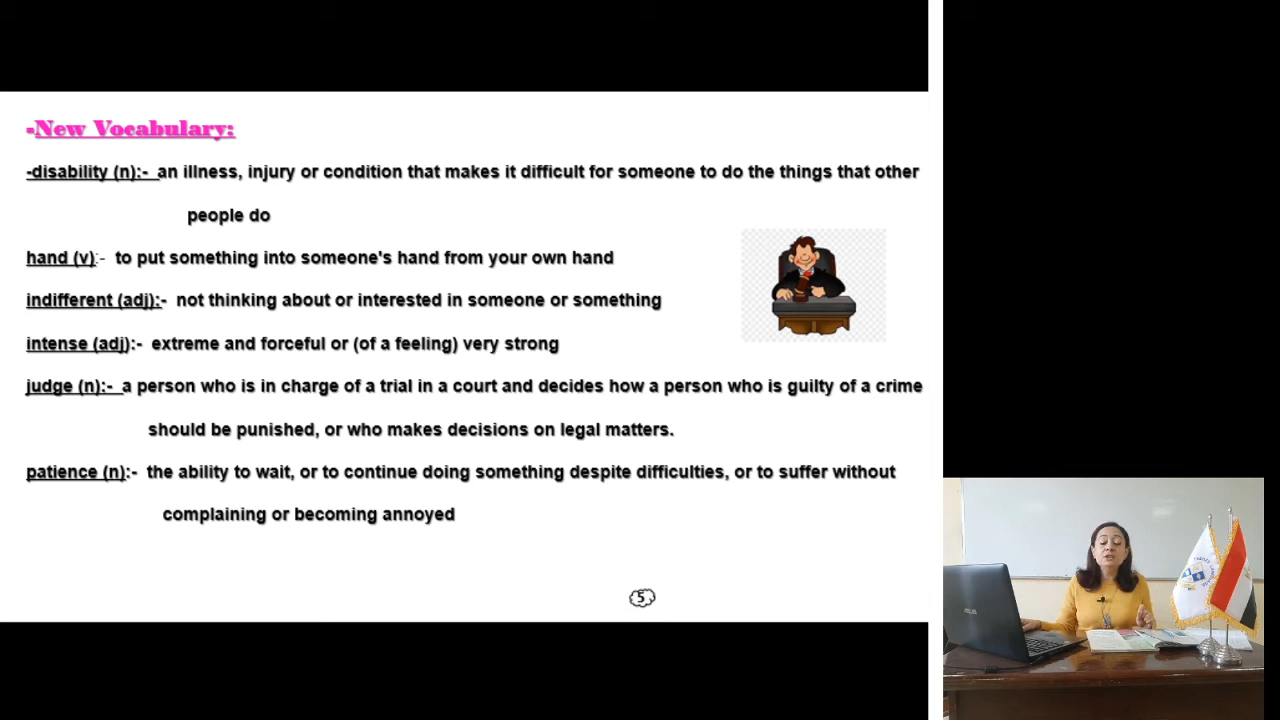 -New Vocabulary:
-disability (n):- an illness, injury or condition that makes it difficult for someone to do the things that other
people do
hand (v):- to put something into someone's hand from your own hand
indifferent (adj):- not thinking about or interested in someone or something
intense (adj):- extreme and forceful or (of a feeling) very strong
judge (n):- a person who is in charge of a trial in a court and decides how a person who is guilty of a crime
should be punished, or who makes decisions on legal matters.
patience (n):- the ability to wait, or to continue doing something despite difficulties, or to suffer without
complaining or becoming annoyed
5